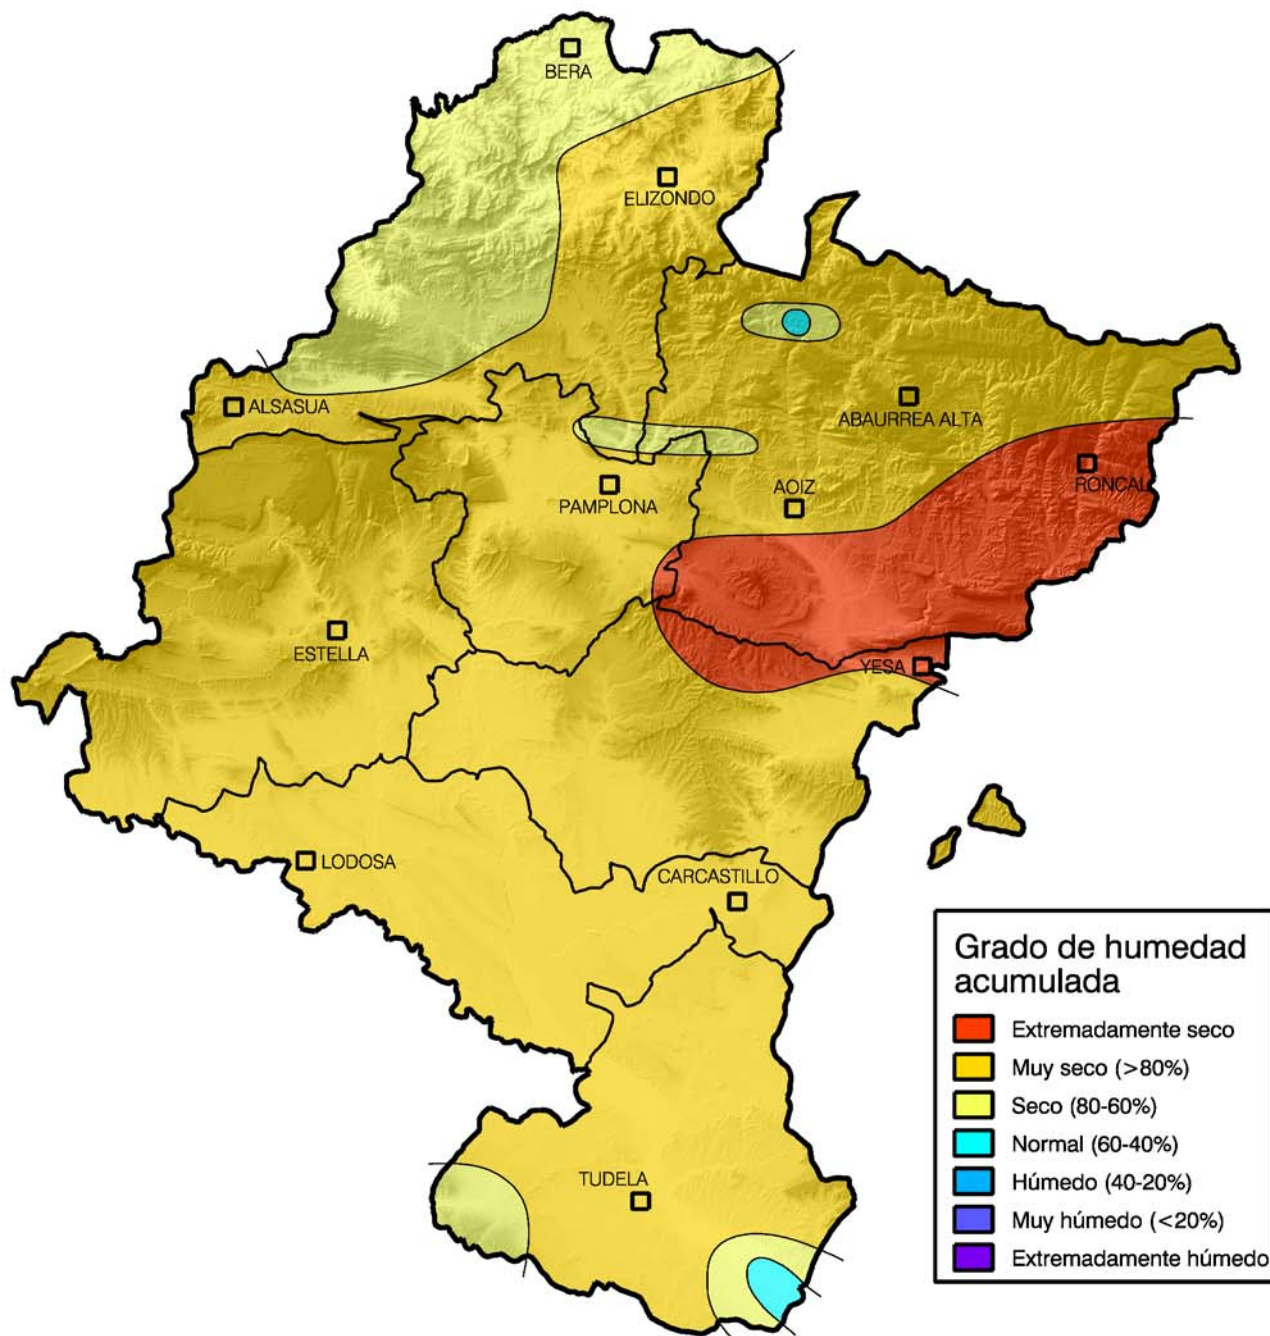 BERA
ELIZONDO
ALSASUA
ABAURREA ALTA
RONCAL
PAMPLONA
AOIZ
ESTELLA
YESA
LODOSA
CARCASTILLO
TUDELA
Grado de humedad
acumulada
Extremadamente seco
Muy seco (>80%)
Seco (80-60%)
Normal (60-40%)
Húmedo (40-20%)
Muy húmedo (<20%)
Extremadamente húmedo